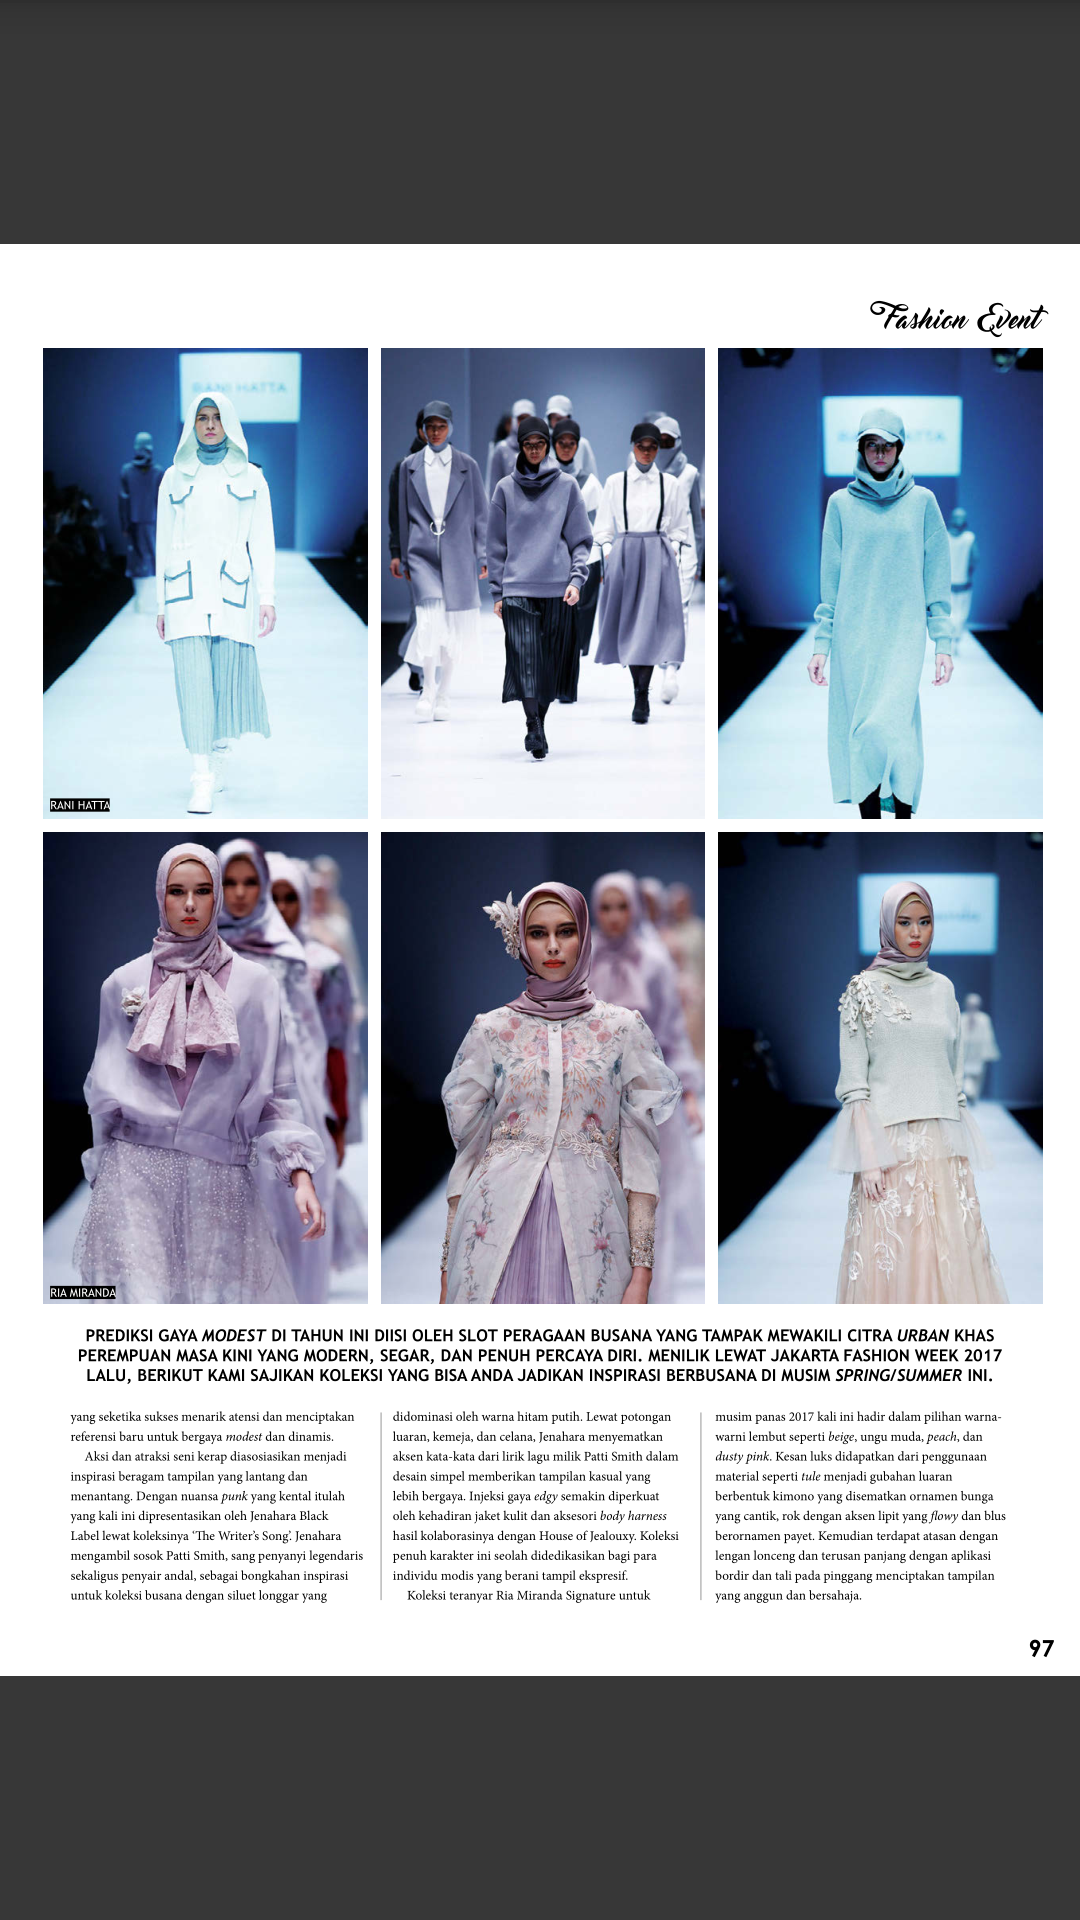 Fashion Event
RANI HATTA
RIA MIRANDA
PREDIKSI GAYA MODEST DI TAHUN INI DIISI OLEH SLOT PERAGAAN BUSANA YANG TAMPAK MEWAKILI CITRA URBAN KHAS
PEREMPUAN MASA KINI YANG MODERN, SEGAR, DAN PENUH PERCAYA DIRI. MENILIK LEWAT JAKARTA FASHION WEEK 2017
LALU, BERIKUT KAMI SAJIKAN KOLEKSI YANG BISA ANDA JADIKAN INSPIRASI BERBUSANA DI MUSIM SPRING/SUMMER INI.
yang seketika sukses menarik atensi dan menciptakan
referensi baru untuk bergaya modest dan dinamis.
Aksi dan atraksi seni kerap diasosiasikan menjadi
inspirasi beragam tampilan yang lantang dan
menantang. Dengan nuansa punk yang kental itulah
yang kali ini dipresentasikan oleh Jenahara Black
Label lewat koleksinya ‘The Writer’s Song’. Jenahara
mengambil sosok Patti Smith, sang penyanyi legendaris
sekaligus penyair andal, sebagai bongkahan inspirasi
untuk koleksi busana dengan siluet longgar yang
didominasi oleh warna hitam putih. Lewat potongan
luaran, kemeja, dan celana, Jenahara menyematkan
aksen kata-kata dari lirik lagu milik Patti Smith dalam
desain simpel memberikan tampilan kasual yang
lebih bergaya. Injeksi gaya edgy semakin diperkuat
oleh kehadiran jaket kulit dan aksesori body harness
hasil kolaborasinya dengan House of Jealouxy. Koleksi
penuh karakter ini seolah didedikasikan bagi para
individu modis yang berani tampil ekspresif.
Koleksi teranyar Ria Miranda Signature untuk
musim panas 2017 kali ini hadir dalam pilihan warna-
warni lembut seperti beige, ungu muda, peach, dan
dusty pink. Kesan luks didapatkan dari penggunaan
material seperti tule menjadi gubahan luaran
berbentuk kimono yang disematkan ornamen bunga
yang cantik, rok dengan aksen lipit yang flowy dan blus
berornamen payet. Kemudian terdapat atasan dengan
lengan lonceng dan terusan panjang dengan aplikasi
bordir dan tali pada pinggang menciptakan tampilan
yang anggun dan bersahaja.
97